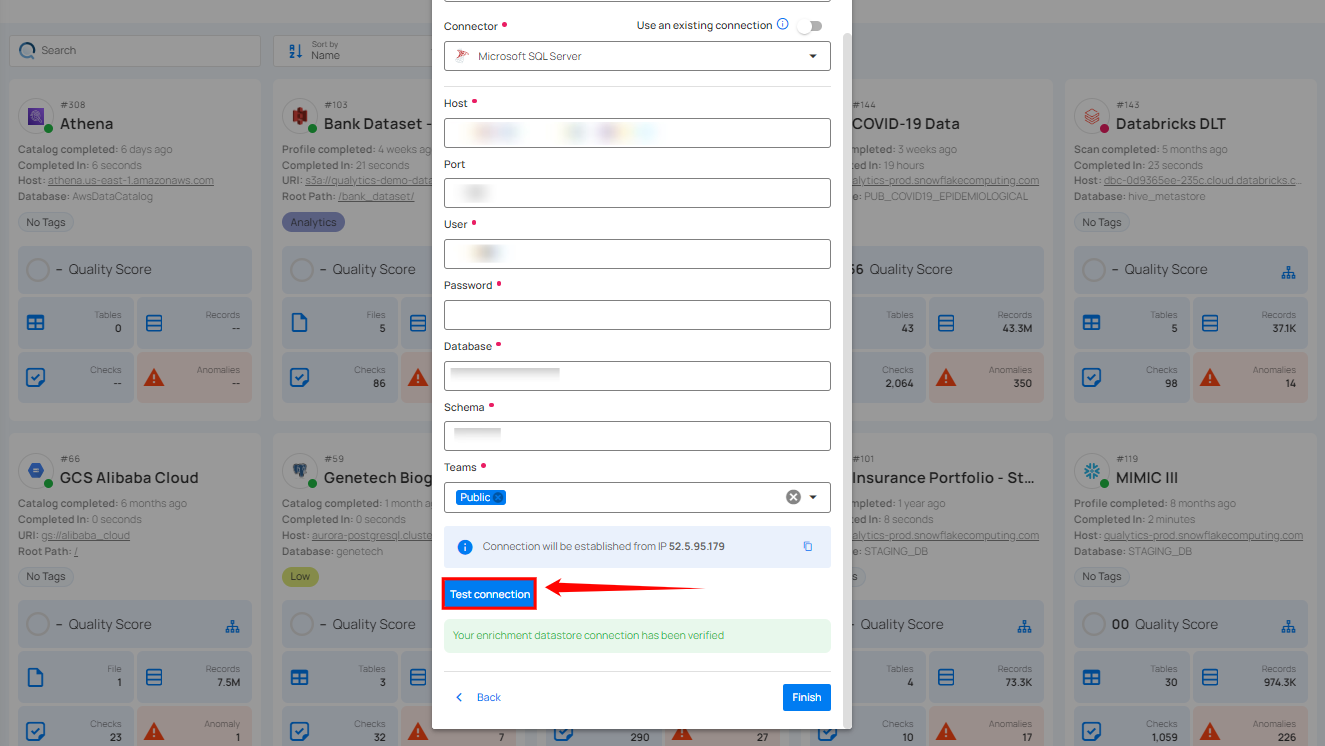 Connector
Use an existing connection
Microsoft SQL Server
Host
Port
User
Password
Database
Schema
Teams
Public
Connection will be established from IP 52.5.95.179
Test connection
Your enrichment datastore connection has been verified
Back
Finish
Search
Sort by
Name
#308
Athena
Catalog completed: 6 days ago
Completed In: 6 seconds
Host: athena.us-east-1.amazonaws.com
Database: AwsDataCatalog
No Tags
– Quality Score
Tables
0
Records
--
Checks
--
Anomalies
--
#103
Bank Dataset -
Profile completed: 4 weeks ag
Completed In: 21 seconds
URI: s3a://qualytics-demo-data
Root Path: /bank_dataset/
Analytics
– Quality Score
Files
5
Checks
86
#144
COVID-19 Data
mpleted: 3 weeks ago
ed In: 19 hours
alytics-prod.snowflakecomputing.com
e: PUB_COVID19_EPIDEMIOLOGICAL
56 Quality Score
Tables
43
Records
43.3M
Checks
2,064
Anomalies
350
#143
Databricks DLT
Scan completed: 5 months ago
Completed In: 23 seconds
Host: dbc-0d9365ee-235c.cloud.databricks.c...
Database: hive_metastore
No Tags
– Quality Score
Tables
5
Records
37.1K
Checks
98
Anomalies
14
#66
GCS Alibaba Cloud
Catalog completed: 6 months ago
Completed In: 0 seconds
URI: gs://alibaba_cloud
Root Path: /
No Tags
– Quality Score
File
1
Records
7.5M
Checks
23
Anomaly
1
#59
Genetech Biog
Catalog completed: 1 month a
Completed In: 0 seconds
Host: aurora-postgresql.cluste
Database: genetech
Low
– Quality Score
Tables
3
Checks
32
7
290
27
#101
Insurance Portfolio - St...
mpleted: 1 year ago
ed In: 8 seconds
alytics-prod.snowflakecomputing.com
e: STAGING_DB
s
- Quality Score
Tables
4
Records
73.3K
Checks
10
Anomalies
17
#119
MIMIC III
Profile completed: 8 months ago
Completed In: 2 minutes
Host: qualytics-prod.snowflakecomputing.com
Database: STAGING_DB
No Tags
00 Quality Score
Tables
30
Records
974.3K
Checks
1,059
Anomalies
226